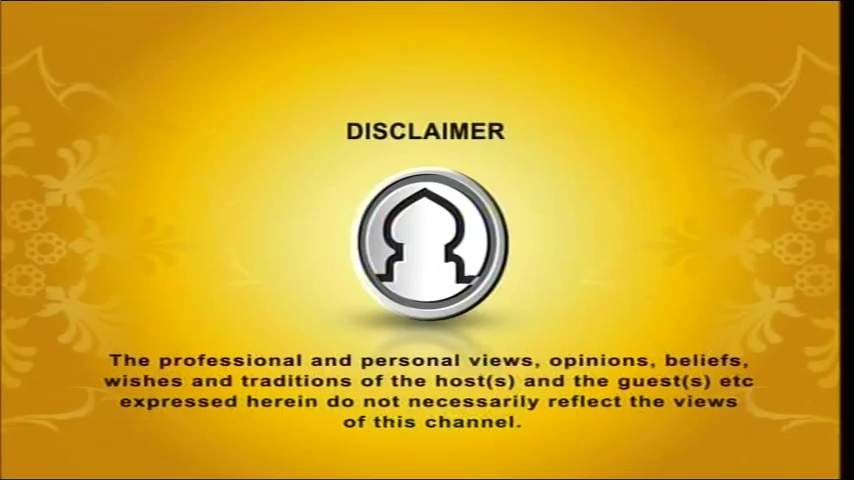 DISCLAIMER
The professional and personal views, opinions, beliefs,
wishes and traditions of the host(s) and the guest(s) etc
expressed herein do not necessarily reflect the views
of this channel.